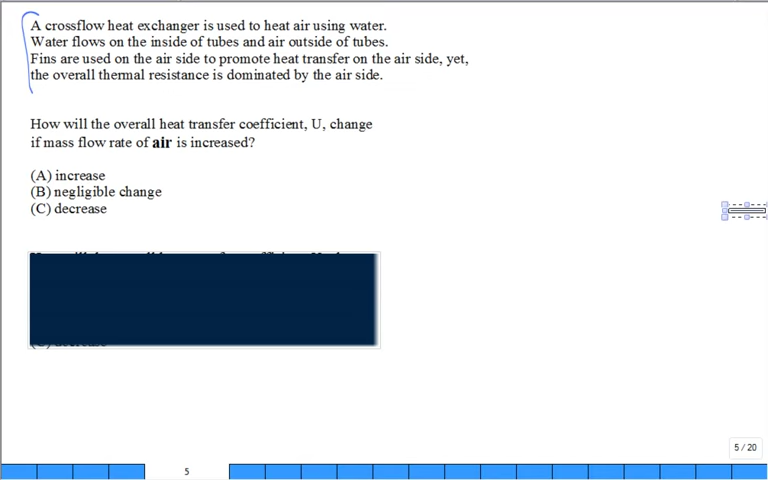 A crossflow heat exchanger is used to heat air using water.
Water flows on the inside of tubes and air outside of tubes.
Fins are used on the air side to promote heat transfer on the air side, yet,
the overall thermal resistance is dominated by the air side.
How will the overall heat transfer coefficient, U, change
if mass flow rate of air is increased?
(A) increase
(B) negligible change
(C) decrease
5 / 20
5